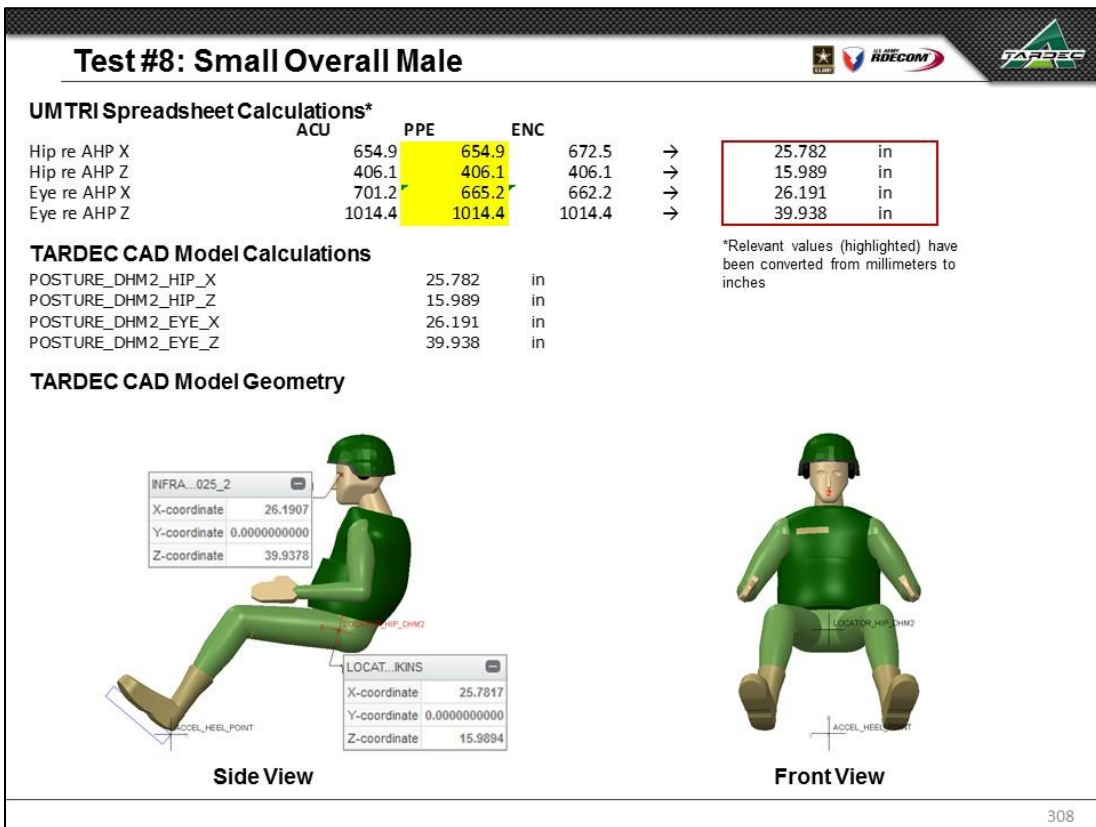 Test #8: Small Overall Male
U.S. ARMY
U.S. ARMY
RDECOM
TARDEC
UMTRI Spreadsheet Calculations*
ACU PPE ENC
Hip re AHP X 654.9 654.9 672.5 → 25.782 in
Hip re AHP Z 406.1 406.1 406.1 → 15.989 in
Eye re AHP X 701.2 665.2 662.2 → 26.191 in
Eye re AHP Z 1014.4 1014.4 1014.4 → 39.938 in
*Relevant values (highlighted) have
been converted from millimeters to
inches
TARDEC CAD Model Calculations
POSTURE_DHM2_HIP_X 25.782 in
POSTURE_DHM2_HIP_Z 15.989 in
POSTURE_DHM2_EYE_X 26.191 in
POSTURE_DHM2_EYE_Z 39.938 in
TARDEC CAD Model Geometry
INFRA...025_2
X-coordinate 26.1907
Y-coordinate 0.0000000000
Z-coordinate 39.9378
LOCATOR_HIP_DHM2
LOCAT...IKINS
X-coordinate 25.7817
Y-coordinate 0.0000000000
Z-coordinate 15.9894
ACCEL_HEEL_POINT
Side View
2
LOCATOR_HIP_DHM2
ACCEL_HEEL_POINT
Front View
308